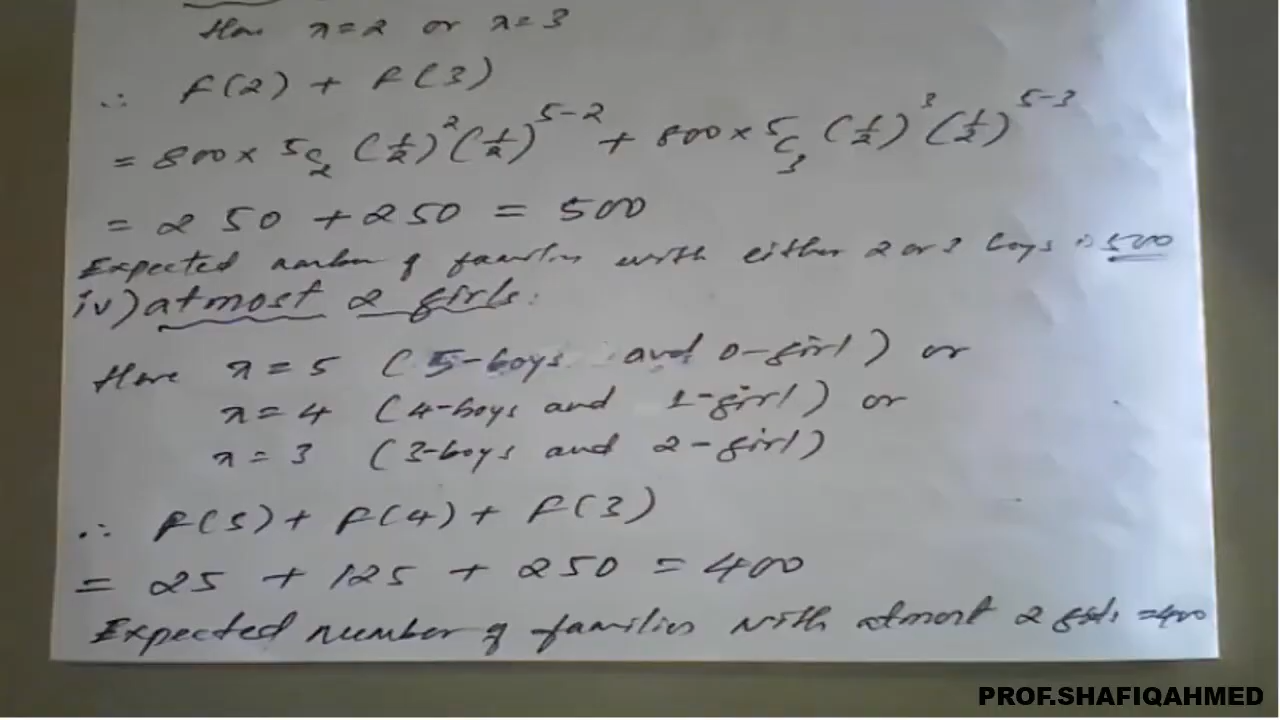 Here x=2 or x=3
∴ F(2) + F(3)
= 800 × 5C2 (1/2)^2 (1/2)^5-2 + 800 × 5C3 (1/2)^3 (1/2)^5-3
= 250 + 250 = 500
Expected number of families with either 2 or 3 boys is 500
iv) atmost 2 girls:
Here x=5 (5-boys and 0-girl) or
x=4 (4-boys and 1-girl) or
x=3 (3-boys and 2-girl)
∴ F(5) + F(4) + F(3)
= 25 + 125 + 250 = 400
Expected number of families with atmost 2 girls =400
PROF.SHAFIQAHMED